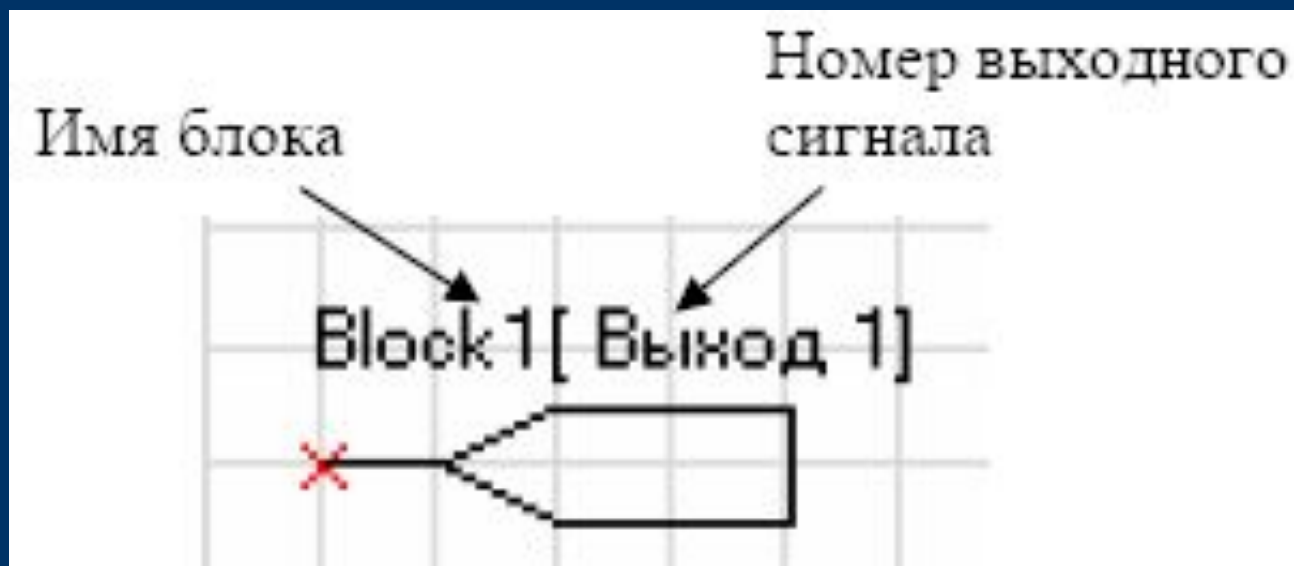 Номер выходного
сигнала
Имя блока
Block1[ Выход 1]